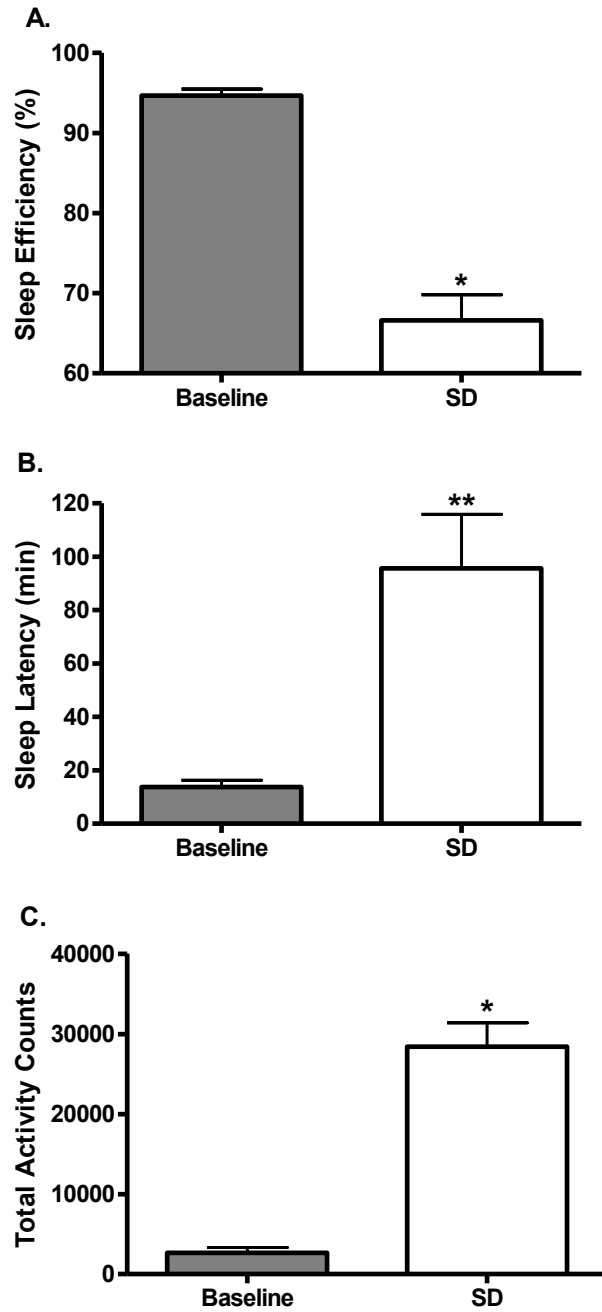 A.
Sleep Efficiency (%)
100
90
80
70
60
*
Baseline SD
B.
Sleep Latency (min)
120
100
80
60
40
20
0
**
Baseline SD
C.
Total Activity Counts
40000
30000
20000
10000
0
*
Baseline SD